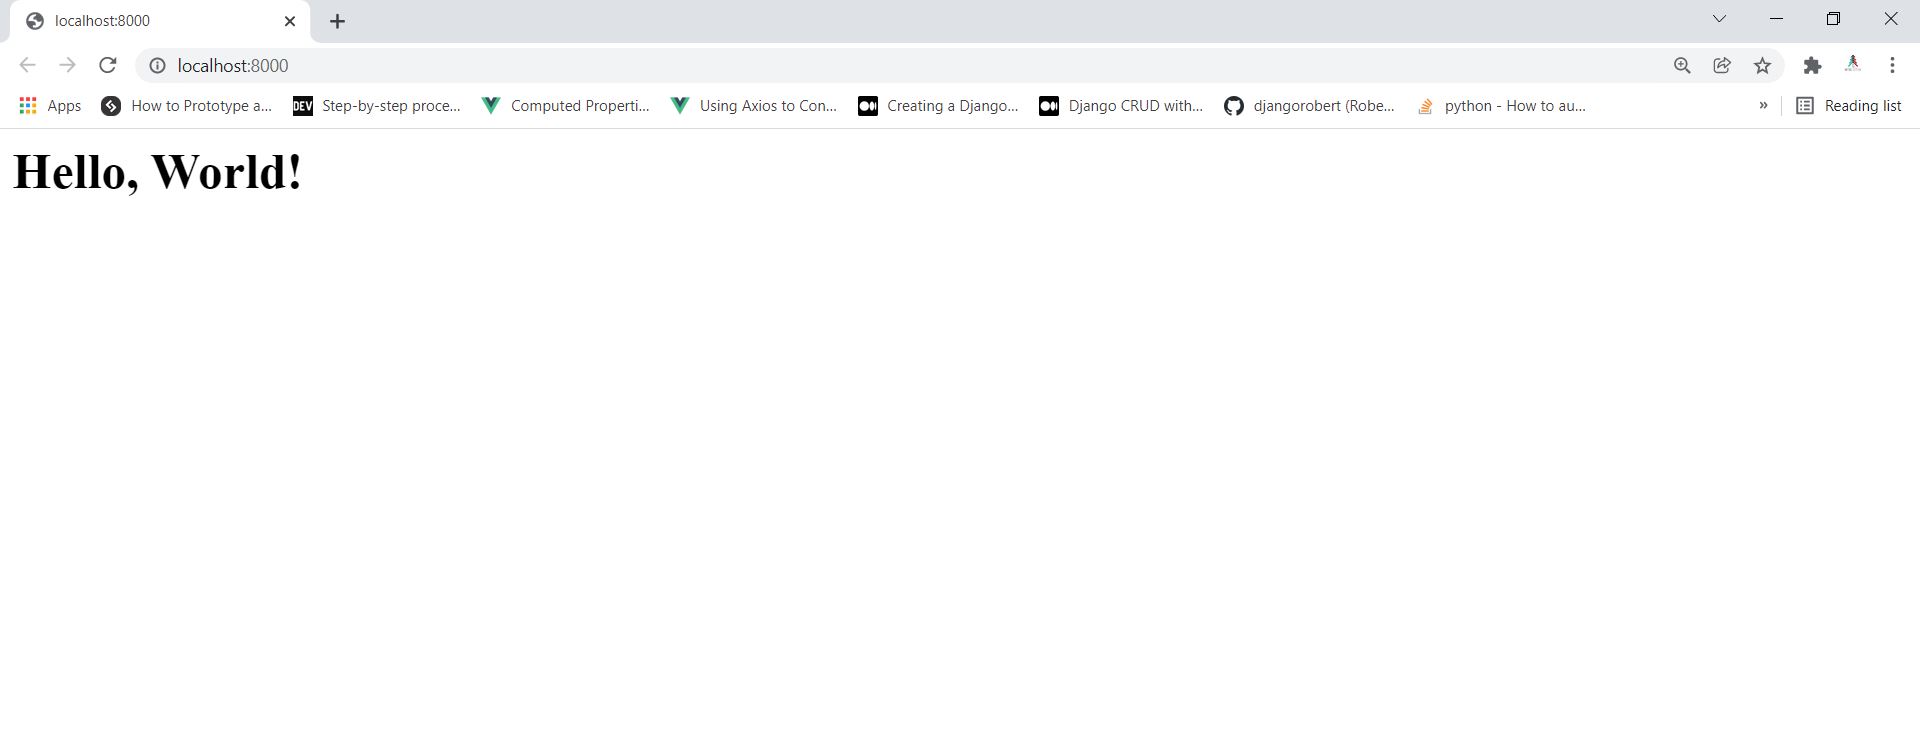 localhost:8000
localhost:8000
Apps How to Prototype a... DEV Step-by-step proce... Computed Properti... Using Axios to Con... Creating a Django... Django CRUD with... djangorobert (Robe... python - How to au... » Reading list
Hello, World!